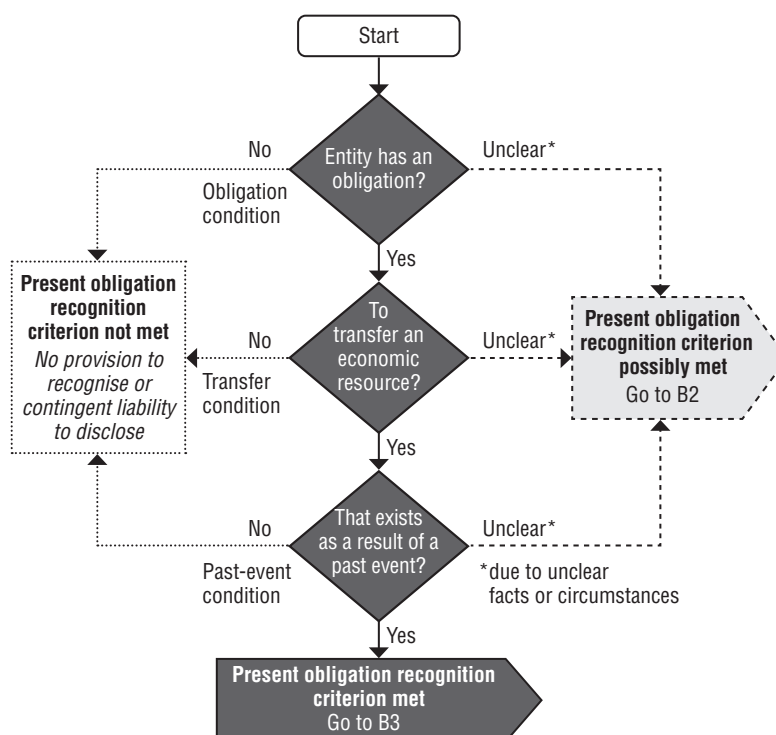 Start
No
Entity has an
obligation?
Unclear*
Obligation
condition
Yes
Present obligation
recognition
criterion not met
No provision to
recognise or
contingent liability
to disclose
No
To
transfer an
economic
resource?
Unclear*
Transfer
condition
Present obligation
recognition criterion
possibly met
Go to B2
Yes
No
That exists
as a result of a
past event?
Unclear*
Past-event
condition
*due to unclear
facts or circumstances
Yes
Present obligation recognition
criterion met
Go to B3